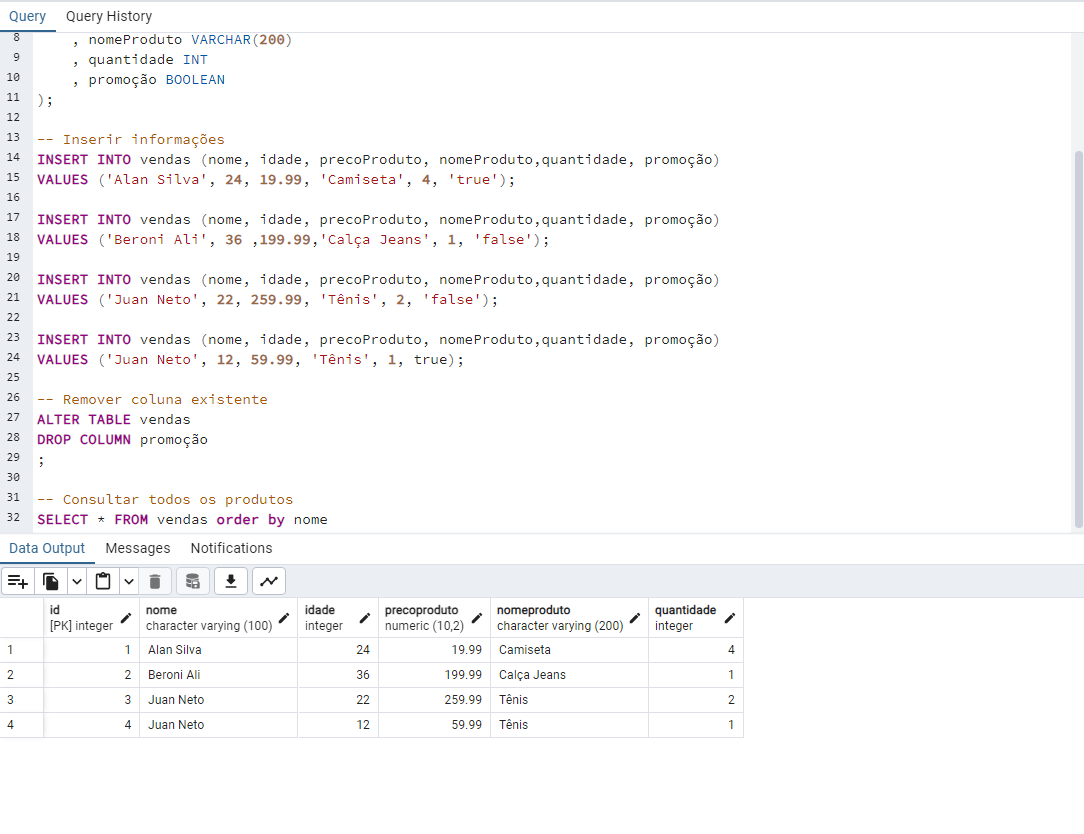 Query Query History
8 , nomeProduto VARCHAR(200)
9 , quantidade INT
10 , promoção BOOLEAN
11 );
12
13 -- Inserir informações
14 INSERT INTO vendas (nome, idade, precoProduto, nomeProduto,quantidade, promoção)
15 VALUES ('Alan Silva', 24, 19.99, 'Camiseta', 4, 'true');
16
17 INSERT INTO vendas (nome, idade, precoProduto, nomeProduto,quantidade, promoção)
18 VALUES ('Beroni Ali', 36 ,199.99,'Calça Jeans', 1, 'false');
19
20 INSERT INTO vendas (nome, idade, precoProduto, nomeProduto,quantidade, promoção)
21 VALUES ('Juan Neto', 22, 259.99, 'Tênis', 2, 'false');
22
23 INSERT INTO vendas (nome, idade, precoProduto, nomeProduto,quantidade, promoção)
24 VALUES ('Juan Neto', 12, 59.99, 'Tênis', 1, true);
25
26 -- Remover coluna existente
27 ALTER TABLE vendas
28 DROP COLUMN promoção
29 ;
30
31 -- Consultar todos os produtos
32 SELECT * FROM vendas order by nome
Data Output Messages Notifications
id nome idade precoproduto nomeproduto quantidade
[PK] integer character varying (100) integer numeric (10,2) character varying (200) integer
1 1 Alan Silva 24 19.99 Camiseta 4
2 2 Beroni Ali 36 199.99 Calça Jeans 1
3 3 Juan Neto 22 259.99 Tênis 2
4 4 Juan Neto 12 59.99 Tênis 1